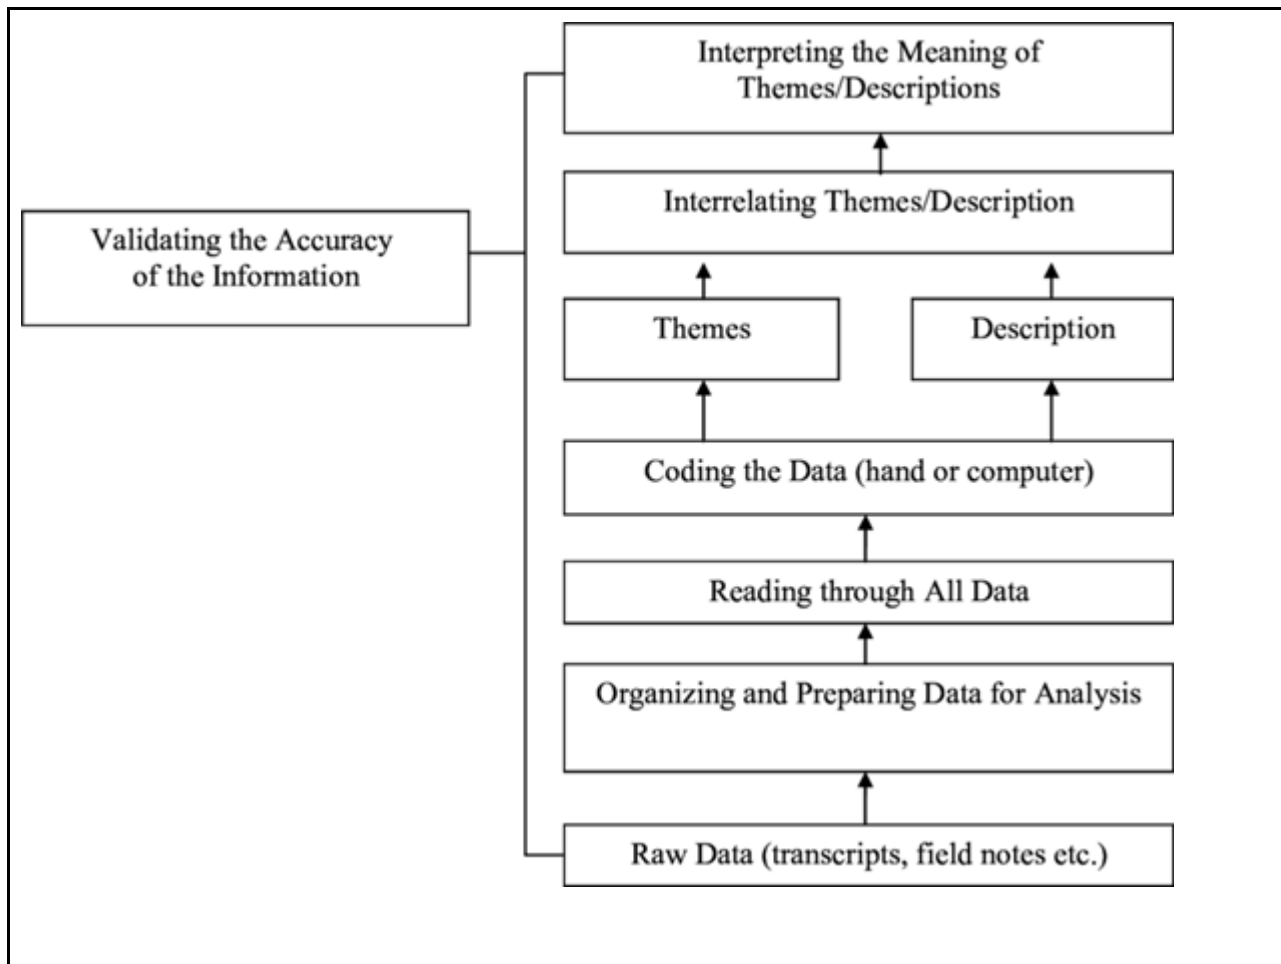 Interpreting the Meaning of
Themes/Descriptions
Interrelating Themes/Description
Validating the Accuracy
of the Information
Themes
Description
Coding the Data (hand or computer)
Reading through All Data
Organizing and Preparing Data for Analysis
Raw Data (transcripts, field notes etc.)